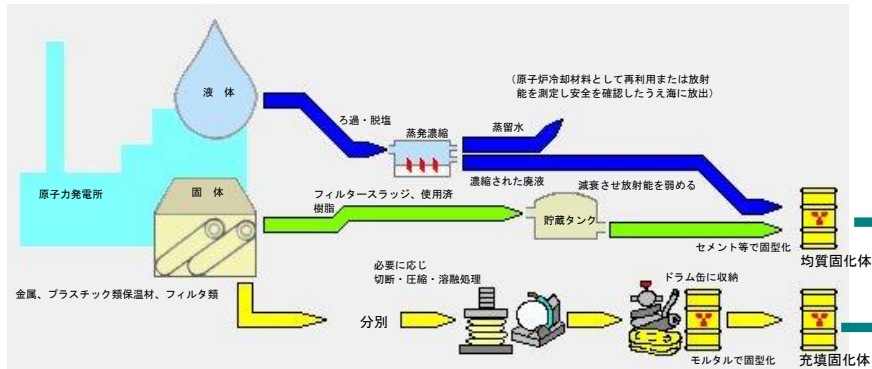 液 体
（原子炉冷却材料として再利用または放射
能を測定し安全を確認したうえ海に放出）
ろ過・脱塩
蒸発濃縮
蒸留水
原子力発電所
固 体
フィルタースラッジ、使用済
樹脂
濃縮された廃液
減衰させ放射能を弱める
貯蔵タンク
セメント等で固型化
均質固化体
金属、プラスチック類保温材、フィルタ類
必要に応じ
切断・圧縮・溶融処理
分別
ドラム缶に収納
モルタルで固型化
充填固化体